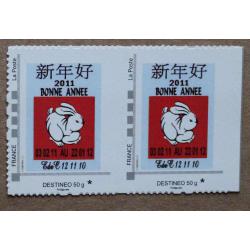 新年好
2011
BONNE ANNEE
03 02 11 AU 22 01 12
12 11 10
La Poste
FRANCE
DESTINEO 50 g
新年好
2011
BONNE ANNEE
03 02 11 AU 22 01 12
12 11 10
La Poste
FRANCE
DESTINEO 50 g